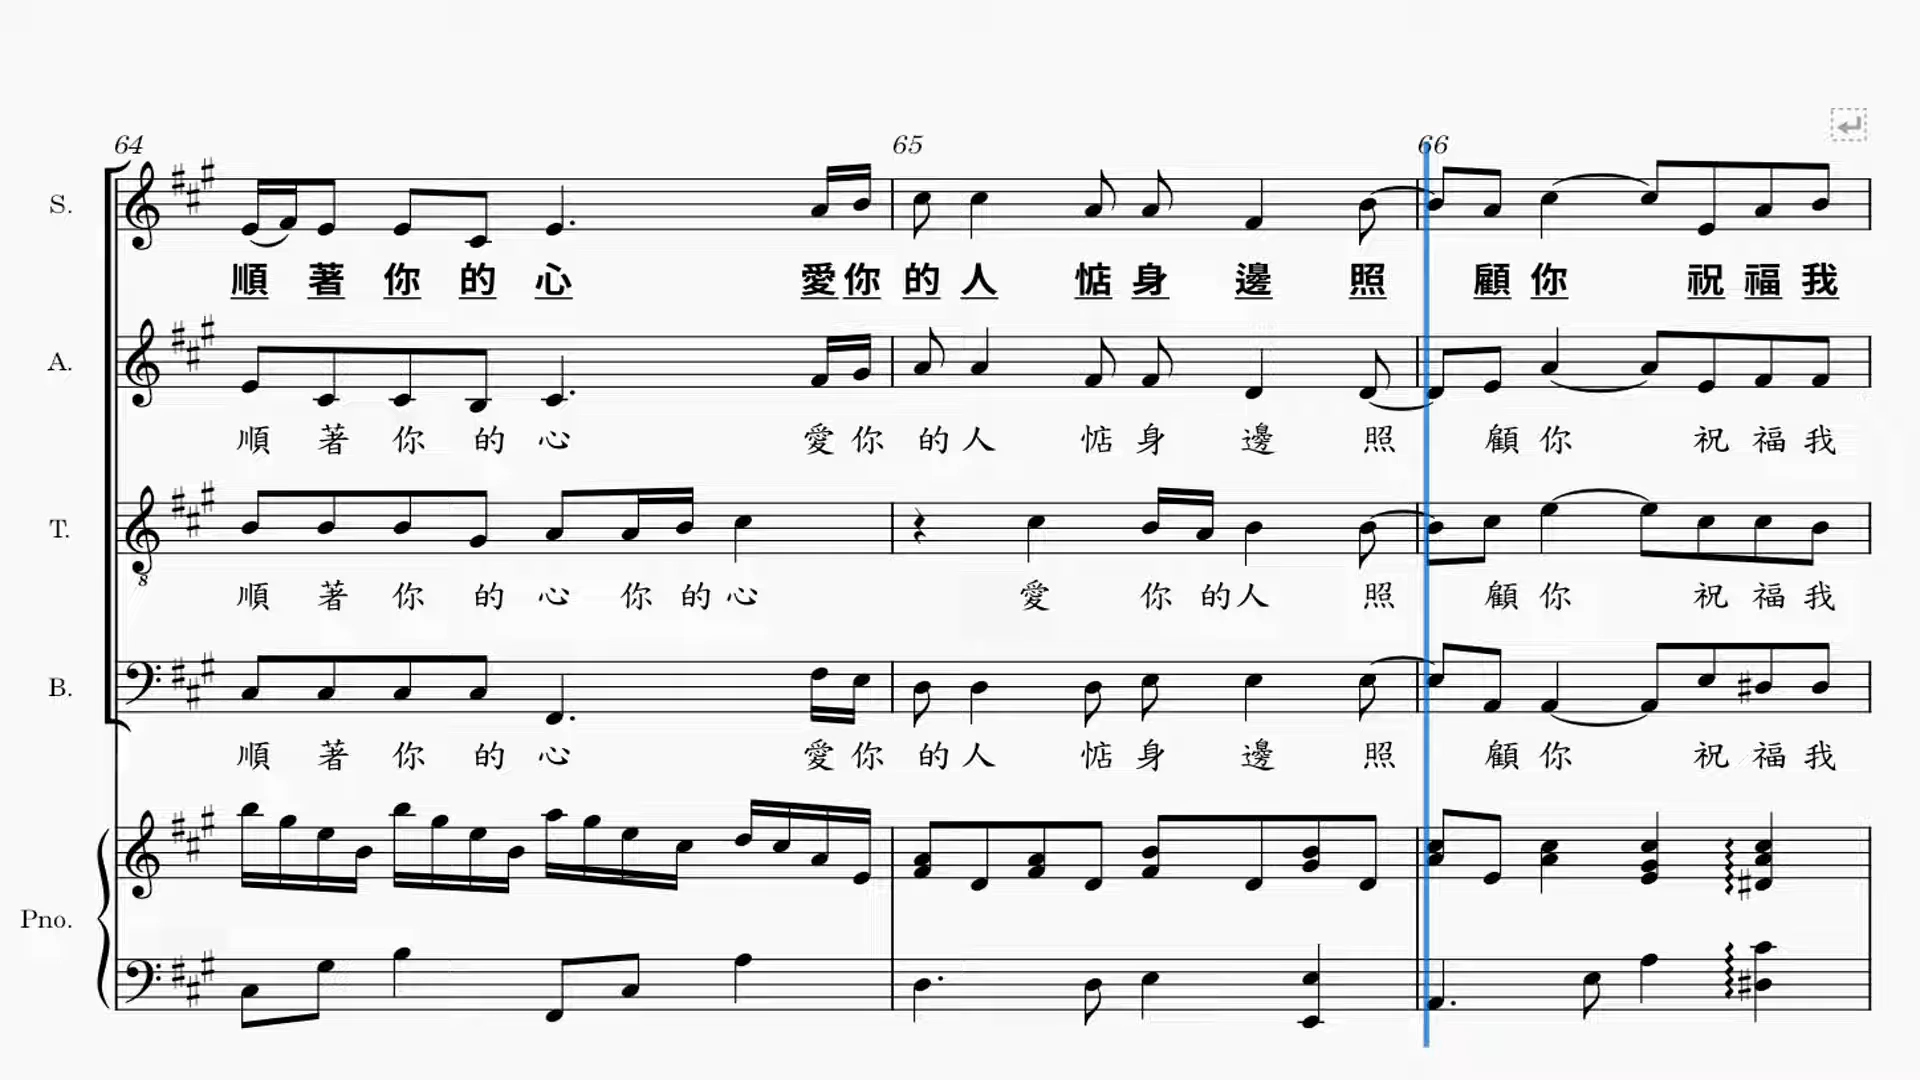 64 65 66
S.
順 著 你 的 心 愛 你 的 人 惦 身 邊 照 顧 你 祝 福 我
A.
順 著 你 的 心 愛 你 的 人 惦 身 邊 照 顧 你 祝 福 我
T.
8
順 著 你 的 心 你 的 心 愛 你 的 人 照 顧 你 祝 福 我
B.
順 著 你 的 心 愛 你 的 人 惦 身 邊 照 顧 你 祝 福 我
Pno.